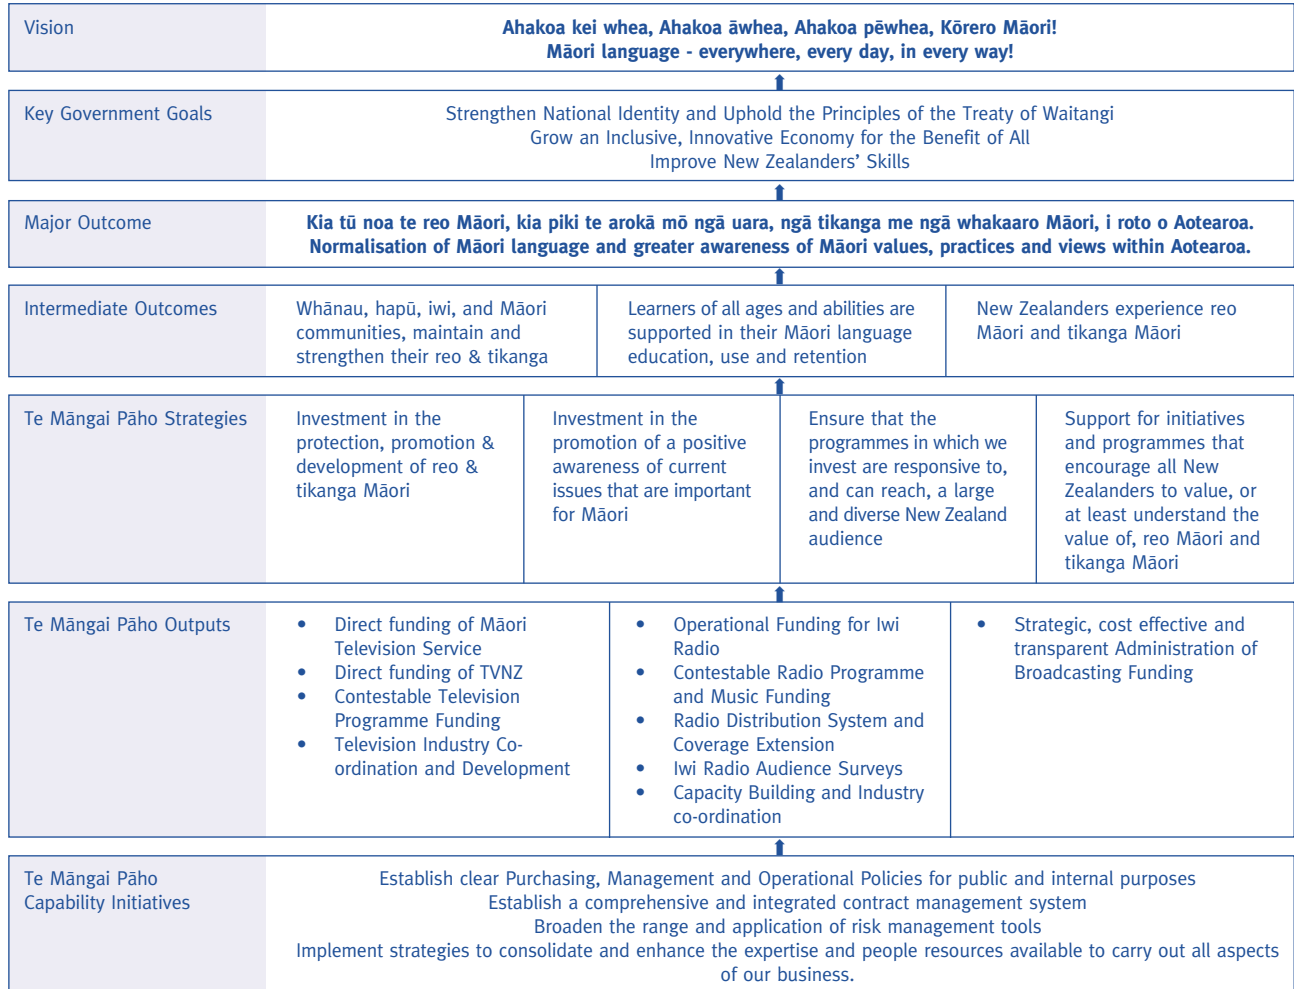 Vision
Ahakoa kei whea, Ahakoa āwhea, Ahakoa pēwhea, Kōrero Māori!
Māori language - everywhere, every day, in every way!
Key Government Goals
Strengthen National Identity and Uphold the Principles of the Treaty of Waitangi
Grow an Inclusive, Innovative Economy for the Benefit of All
Improve New Zealanders’ Skills
Major Outcome
Kia tū noa te reo Māori, kia piki te arokā mō ngā uara, ngā tikanga me ngā whakaaro Māori, i roto o Aotearoa.
Normalisation of Māori language and greater awareness of Māori values, practices and views within Aotearoa.
Intermediate Outcomes
Whānau, hapū, iwi, and Māori
communities, maintain and
strengthen their reo & tikanga
Learners of all ages and abilities are
supported in their Māori language
education, use and retention
New Zealanders experience reo
Māori and tikanga Māori
Te Māngai Pāho Strategies
Investment in the
protection, promotion &
development of reo &
tikanga Māori
Investment in the
promotion of a positive
awareness of current
issues that are important
for Māori
Ensure that the
programmes in which we
invest are responsive to,
and can reach, a large
and diverse New Zealand
audience
Support for initiatives
and programmes that
encourage all New
Zealanders to value, or
at least understand the
value of, reo Māori and
tikanga Māori
Te Māngai Pāho Outputs
• Direct funding of Māori
Television Service
• Direct funding of TVNZ
• Contestable Television
Programme Funding
• Television Industry Co-
ordination and Development
• Operational Funding for Iwi
Radio
• Contestable Radio Programme
and Music Funding
• Radio Distribution System and
Coverage Extension
• Iwi Radio Audience Surveys
• Capacity Building and Industry
co-ordination
• Strategic, cost effective and
transparent Administration of
Broadcasting Funding
Te Māngai Pāho
Capability Initiatives
Establish clear Purchasing, Management and Operational Policies for public and internal purposes
Establish a comprehensive and integrated contract management system
Broaden the range and application of risk management tools
Implement strategies to consolidate and enhance the expertise and people resources available to carry out all aspects
of our business.